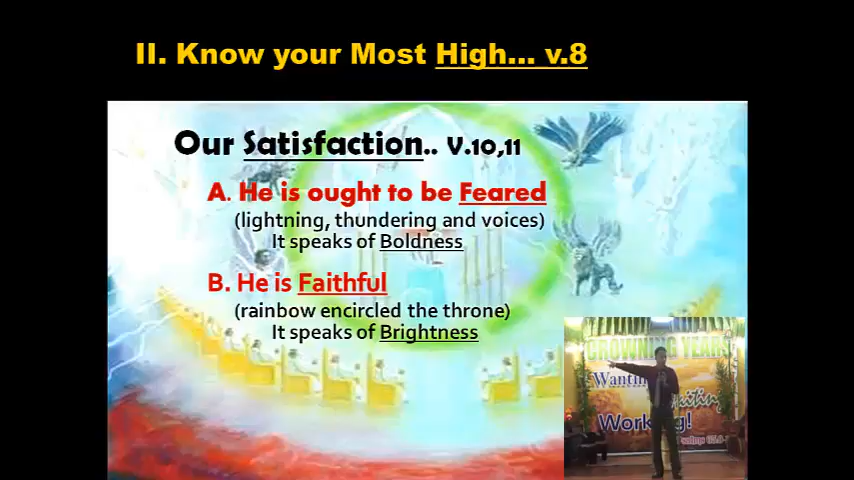 II. Know your Most High... v.8
Our Satisfaction.. V.10,11
A. He is ought to be Feared
(lightning, thundering and voices)
It speaks of Boldness
B. He is Faithful
(rainbow encircled the throne)
It speaks of Brightness
CROWNING YEARS
Working!